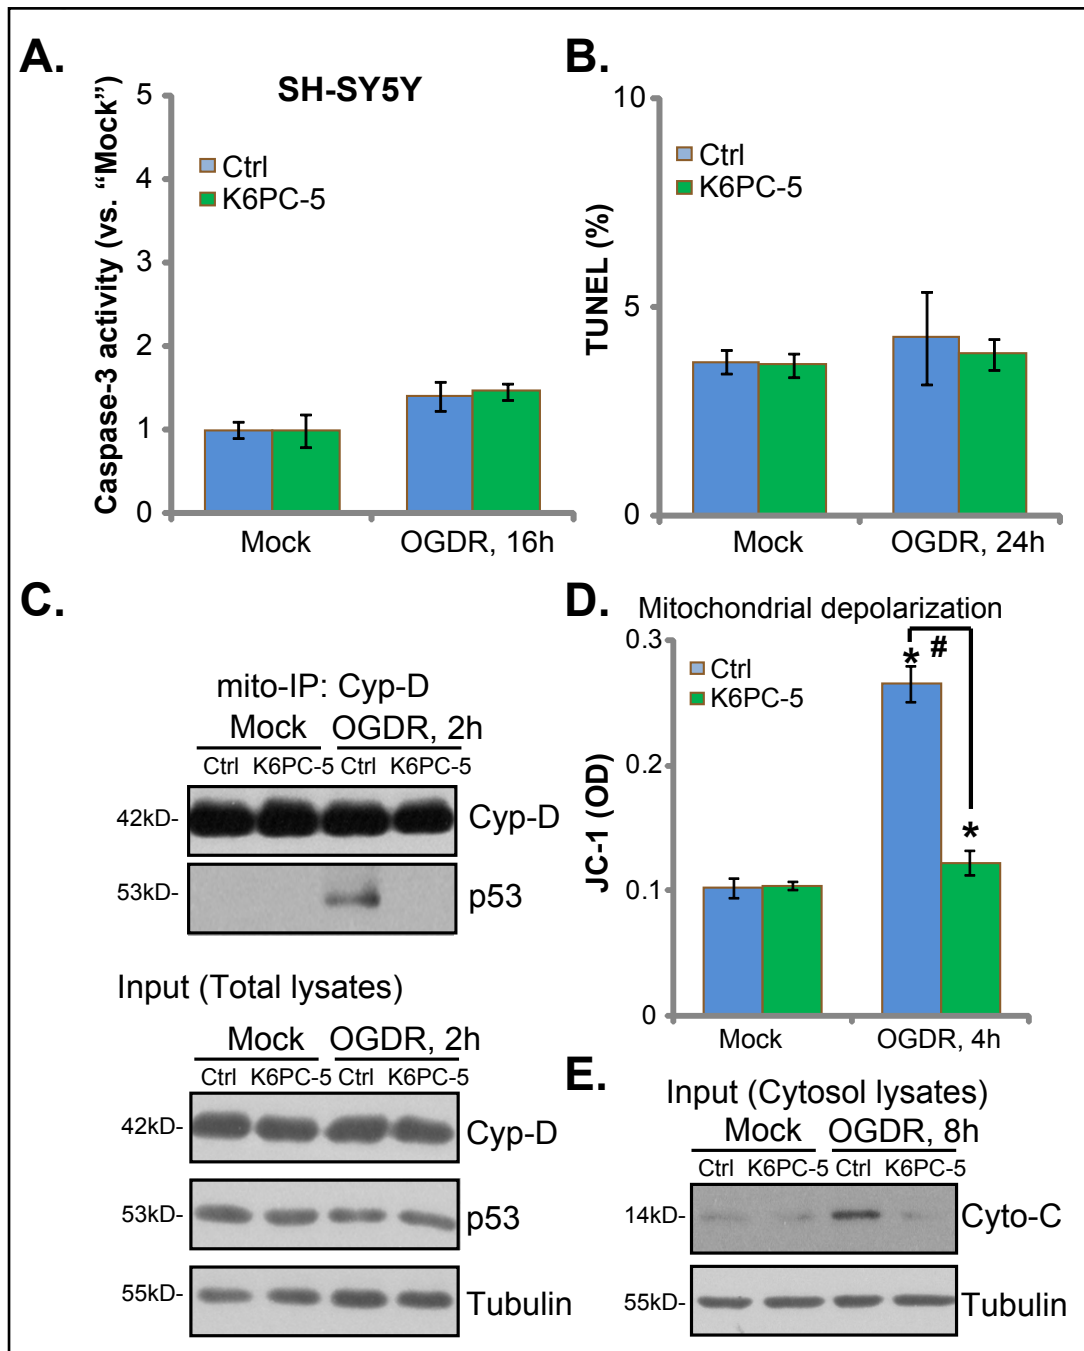 A.
SH-SY5Y
Caspase-3 activity (vs. “Mock”)
5
4
3
2
1
0
Ctrl
K6PC-5
Mock
OGDR, 16h
B.
TUNEL (%)
10
5
0
Ctrl
K6PC-5
Mock
OGDR, 24h
C.
mito-IP: Cyp-D
Mock OGDR, 2h
Ctrl K6PC-5 Ctrl K6PC-5
42kD- Cyp-D
53kD- p53
Input (Total lysates)
Mock OGDR, 2h
Ctrl K6PC-5 Ctrl K6PC-5
42kD- Cyp-D
53kD- p53
55kD- Tubulin
D.
Mitochondrial depolarization
JC-1 (OD)
0.3
0.2
0.1
0
Ctrl
K6PC-5
* #
*
Mock
OGDR, 4h
E.
Input (Cytosol lysates)
Mock OGDR, 8h
Ctrl K6PC-5 Ctrl K6PC-5
14kD- Cyto-C
55kD- Tubulin